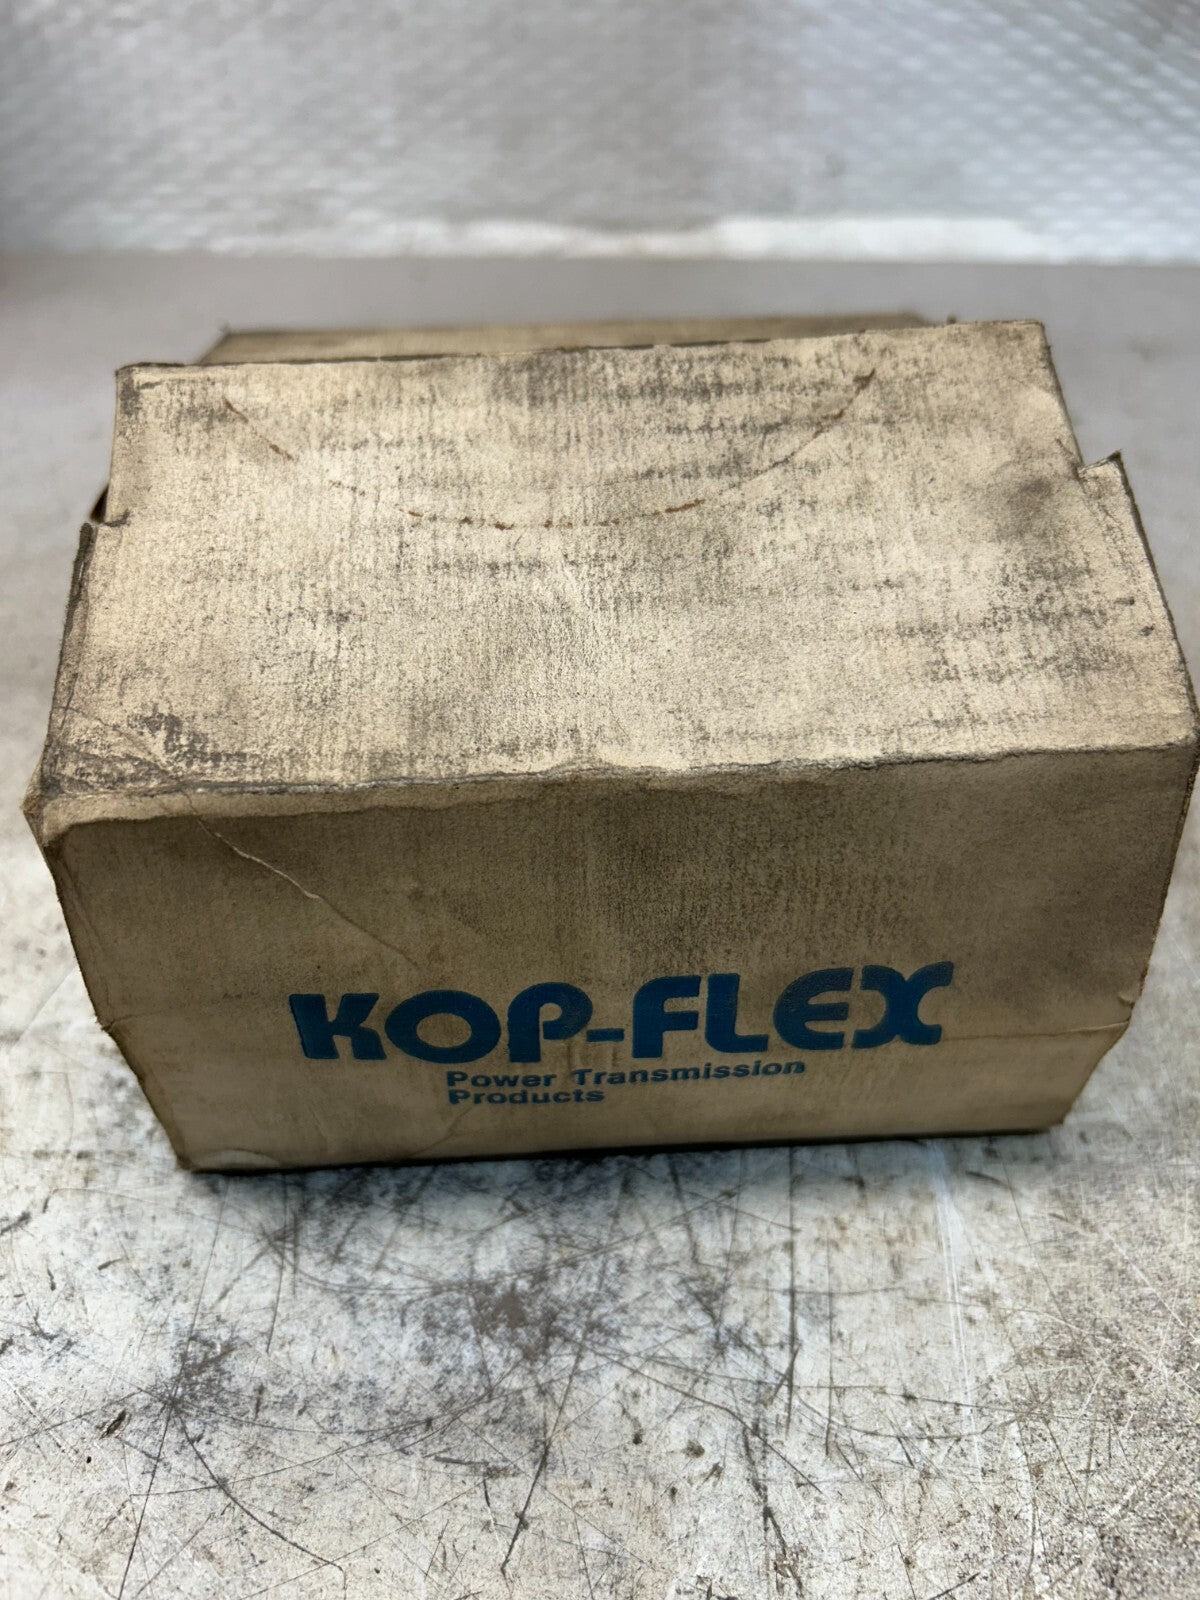 KOP-FLEX
Power Transmission
Products